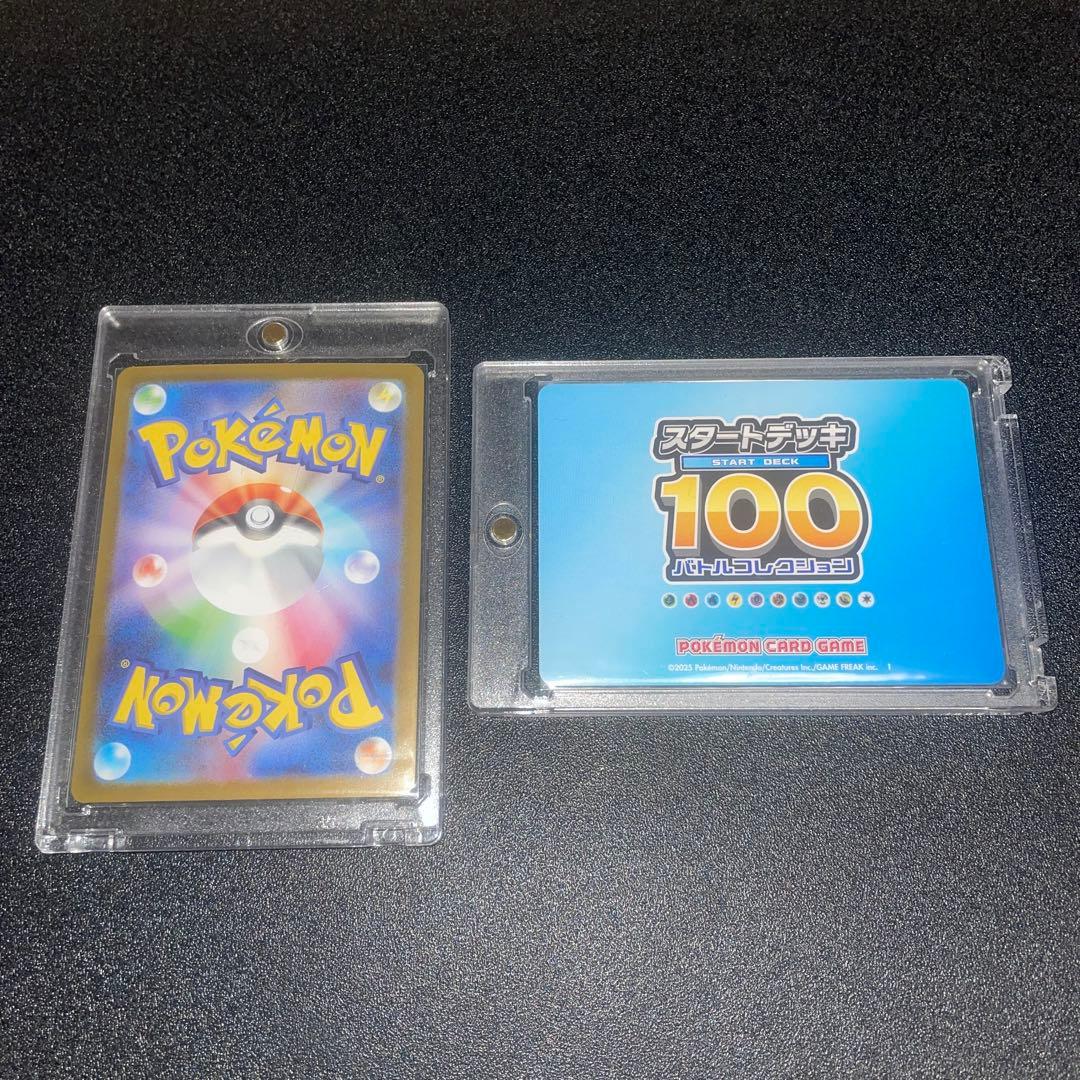 POKéMON®
POKéMON®
スタートデッキ
START DECK
100
バトルコレクション
POKéMON CARD GAME
©2025 Pokémon/Nintendo/Creatures Inc./GAME FREAK inc. 1